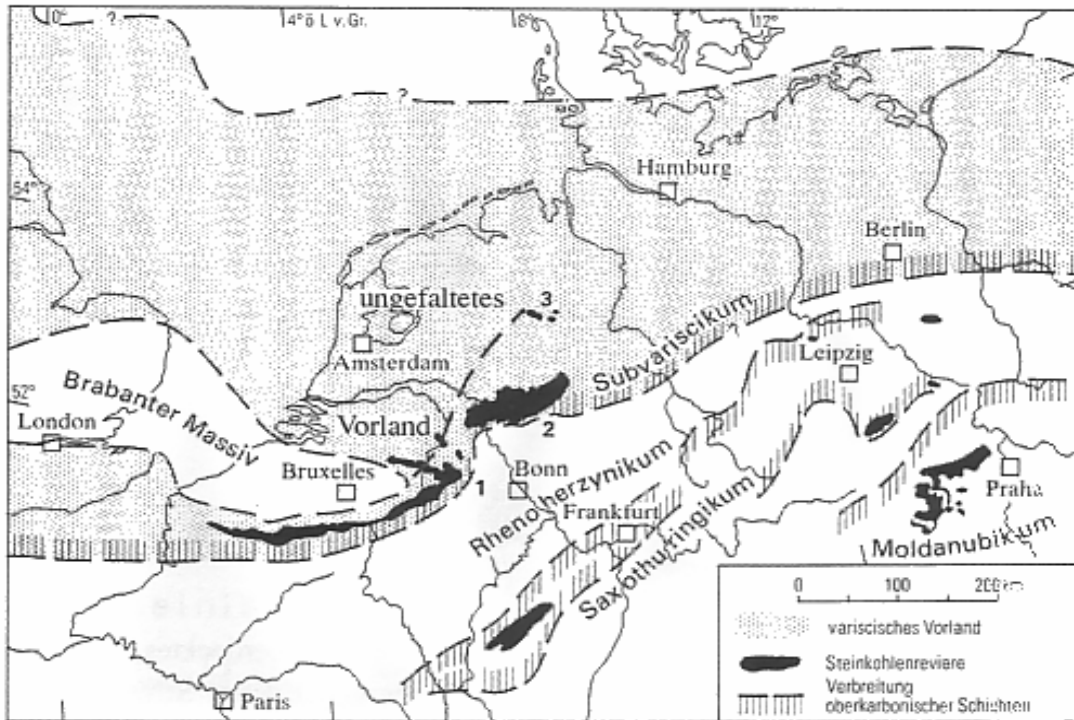 0°
?
4° ö L v. Gr.
8°
12°
?
54°
Hamburg
Berlin
ungefaltetes
3
Amsterdam
Subvariscikum
Leipzig
52°
Brabanter Massiv
London
Vorland
2
Bruxelles
1
Bonn
Rhenoherzynikum
Frankfurt
Saxothuringikum
Praha
Moldanubikum
Paris
0 100 200 km
variscisches Vorland
Steinkohlenreviere
Verbreitung
oberkarbonischer Schichten